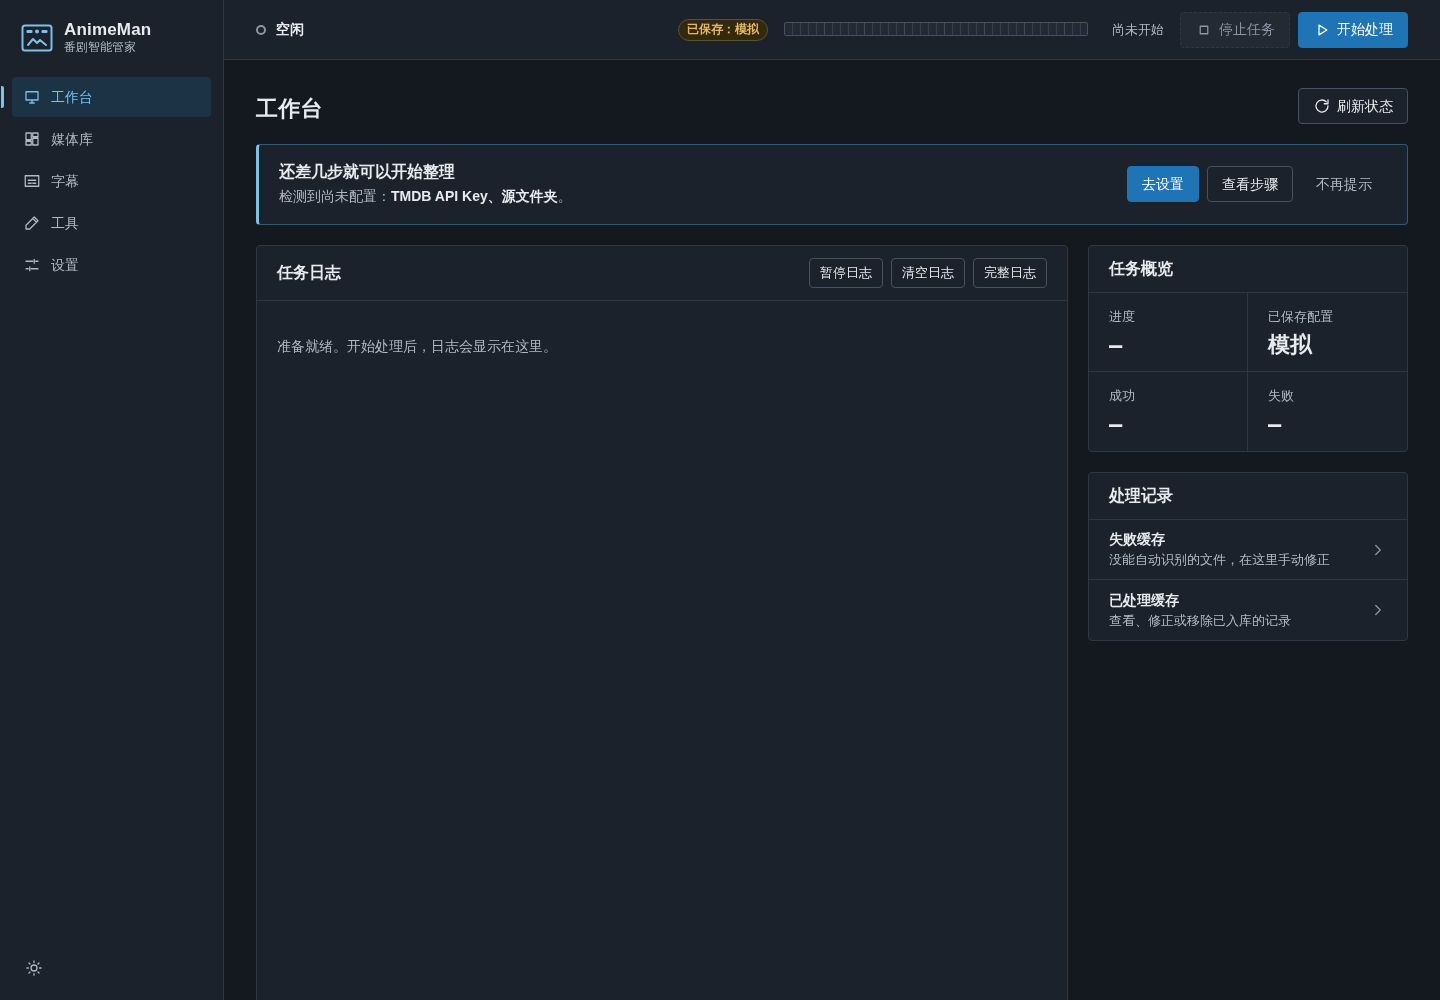 AnimeMan
番剧智能管家
工作台
媒体库
字幕
工具
设置
空闲
已保存：模拟
尚未开始
停止任务
开始处理
工作台
刷新状态
还差几步就可以开始整理
检测到尚未配置：TMDB API Key、源文件夹。
去设置
查看步骤
不再提示
任务日志
暂停日志
清空日志
完整日志
准备就绪。开始处理后，日志会显示在这里。
任务概览
进度
–
已保存配置
模拟
成功
–
失败
–
处理记录
失败缓存
没能自动识别的文件，在这里手动修正
已处理缓存
查看、修正或移除已入库的记录